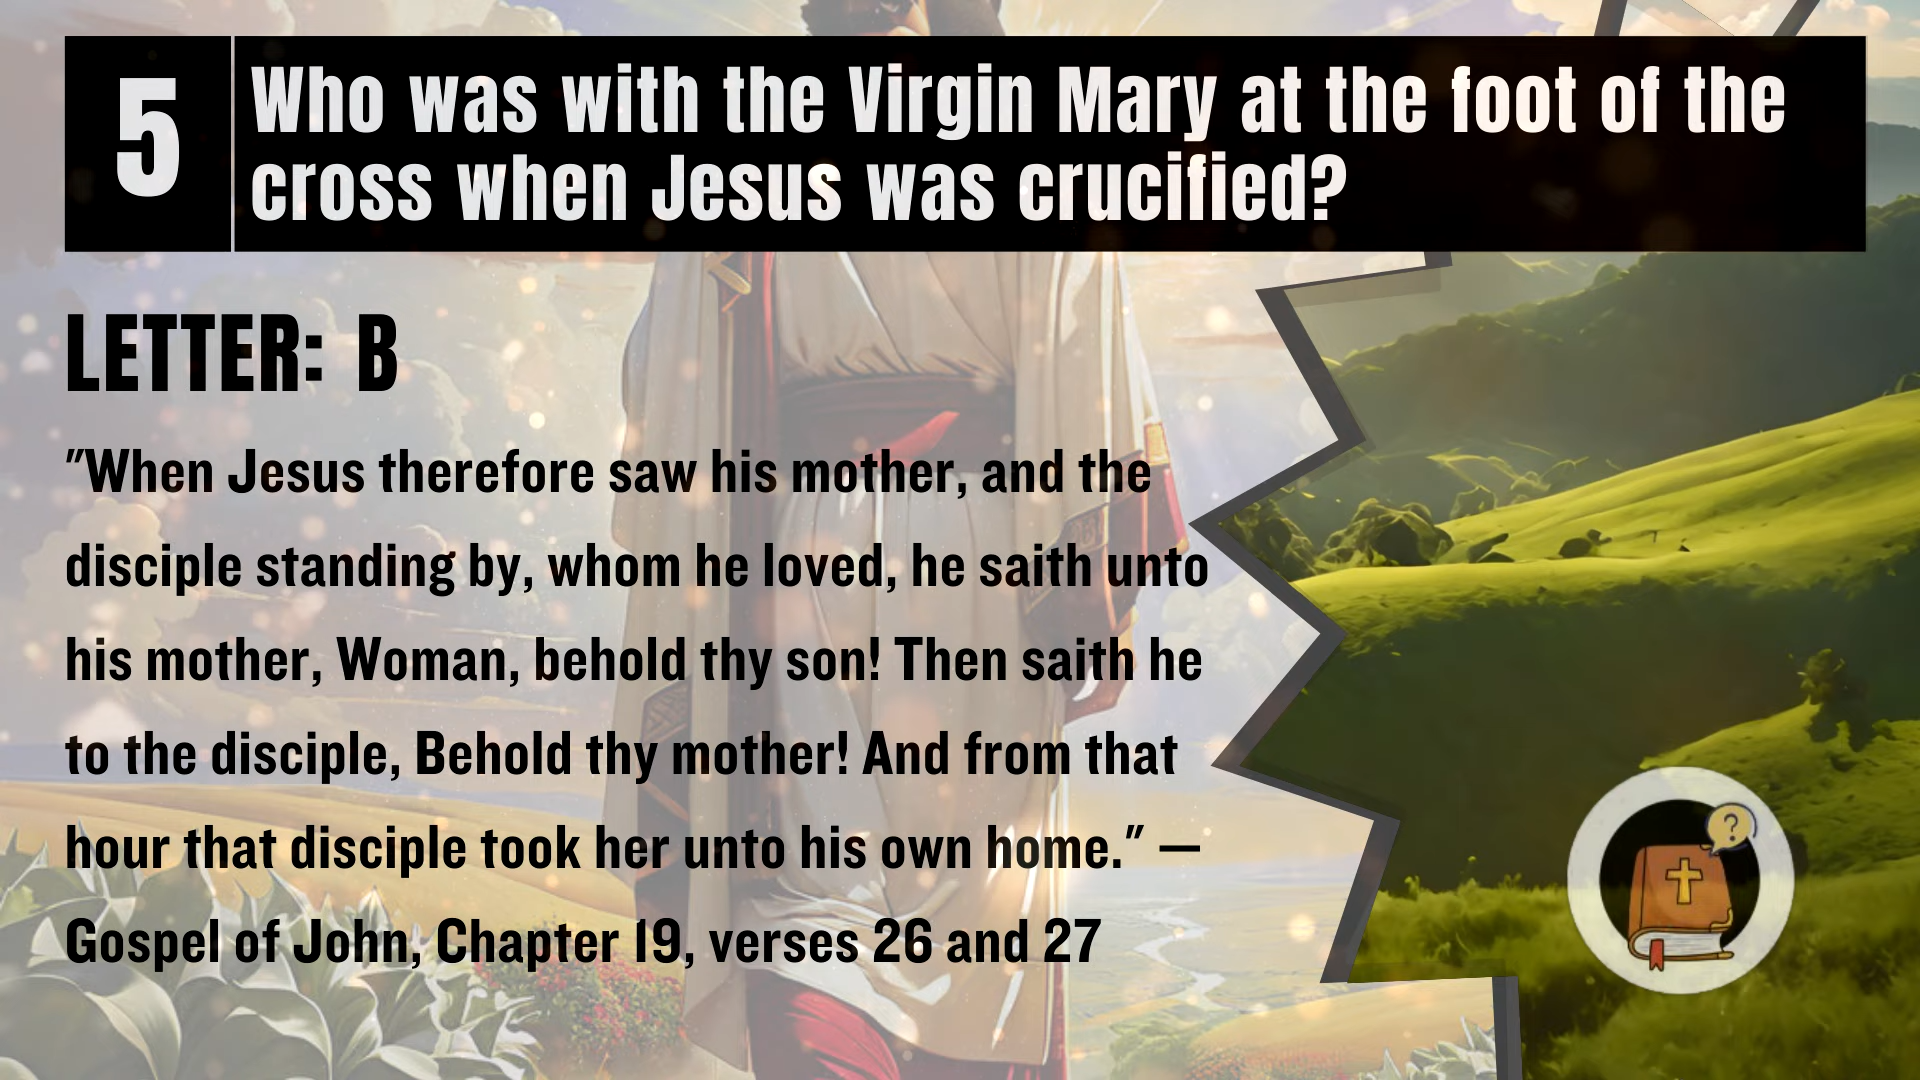 5
Who was with the Virgin Mary at the foot of the
cross when Jesus was crucified?
LETTER: B
"When Jesus therefore saw his mother, and the
disciple standing by, whom he loved, he saith unto
his mother, Woman, behold thy son! Then saith he
to the disciple, Behold thy mother! And from that
hour that disciple took her unto his own home." —
Gospel of John, Chapter 19, verses 26 and 27
?